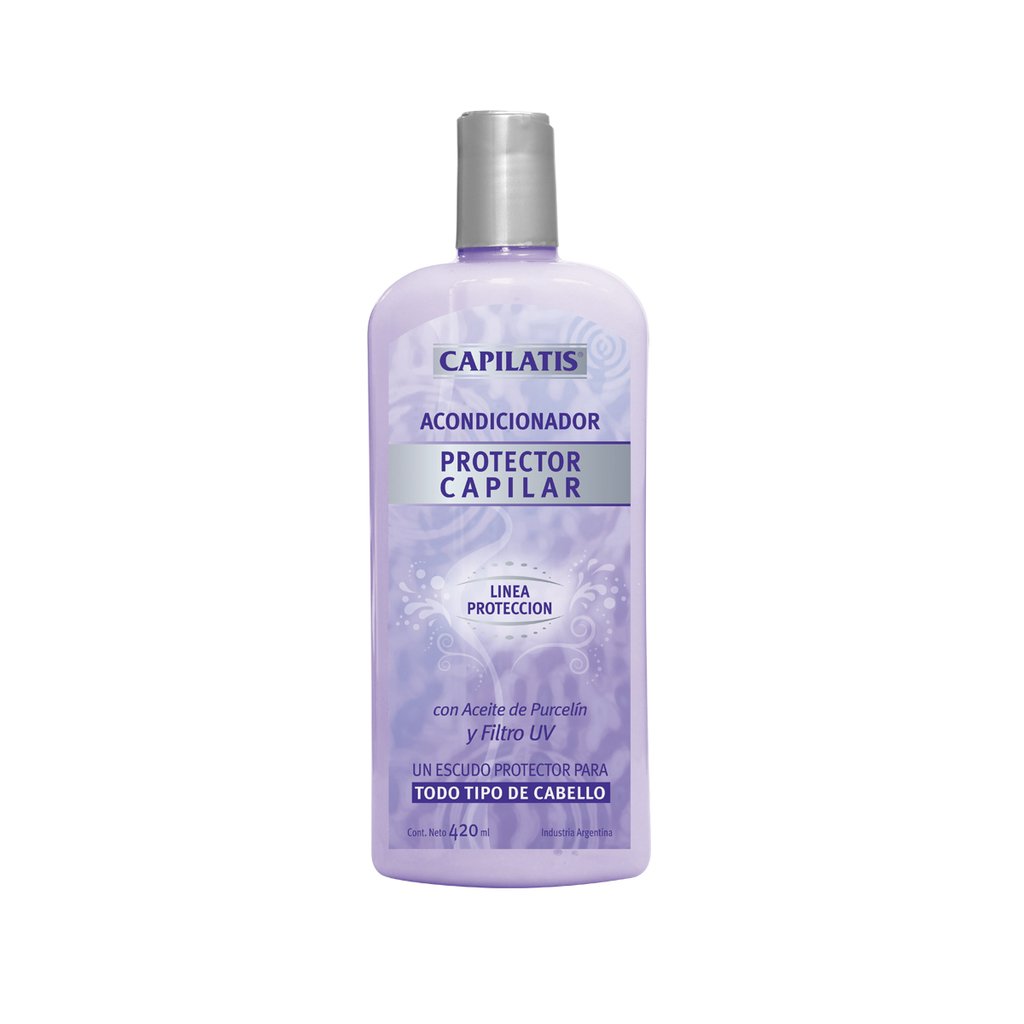 CAPILATIS®
ACONDICIONADOR
PROTECTOR
CAPILAR
LINEA
PROTECCION
con Aceite de Purcelín
y Filtro UV
UN ESCUDO PROTECTOR PARA
TODO TIPO DE CABELLO
Cont. Neto 420 ml Industria Argentina